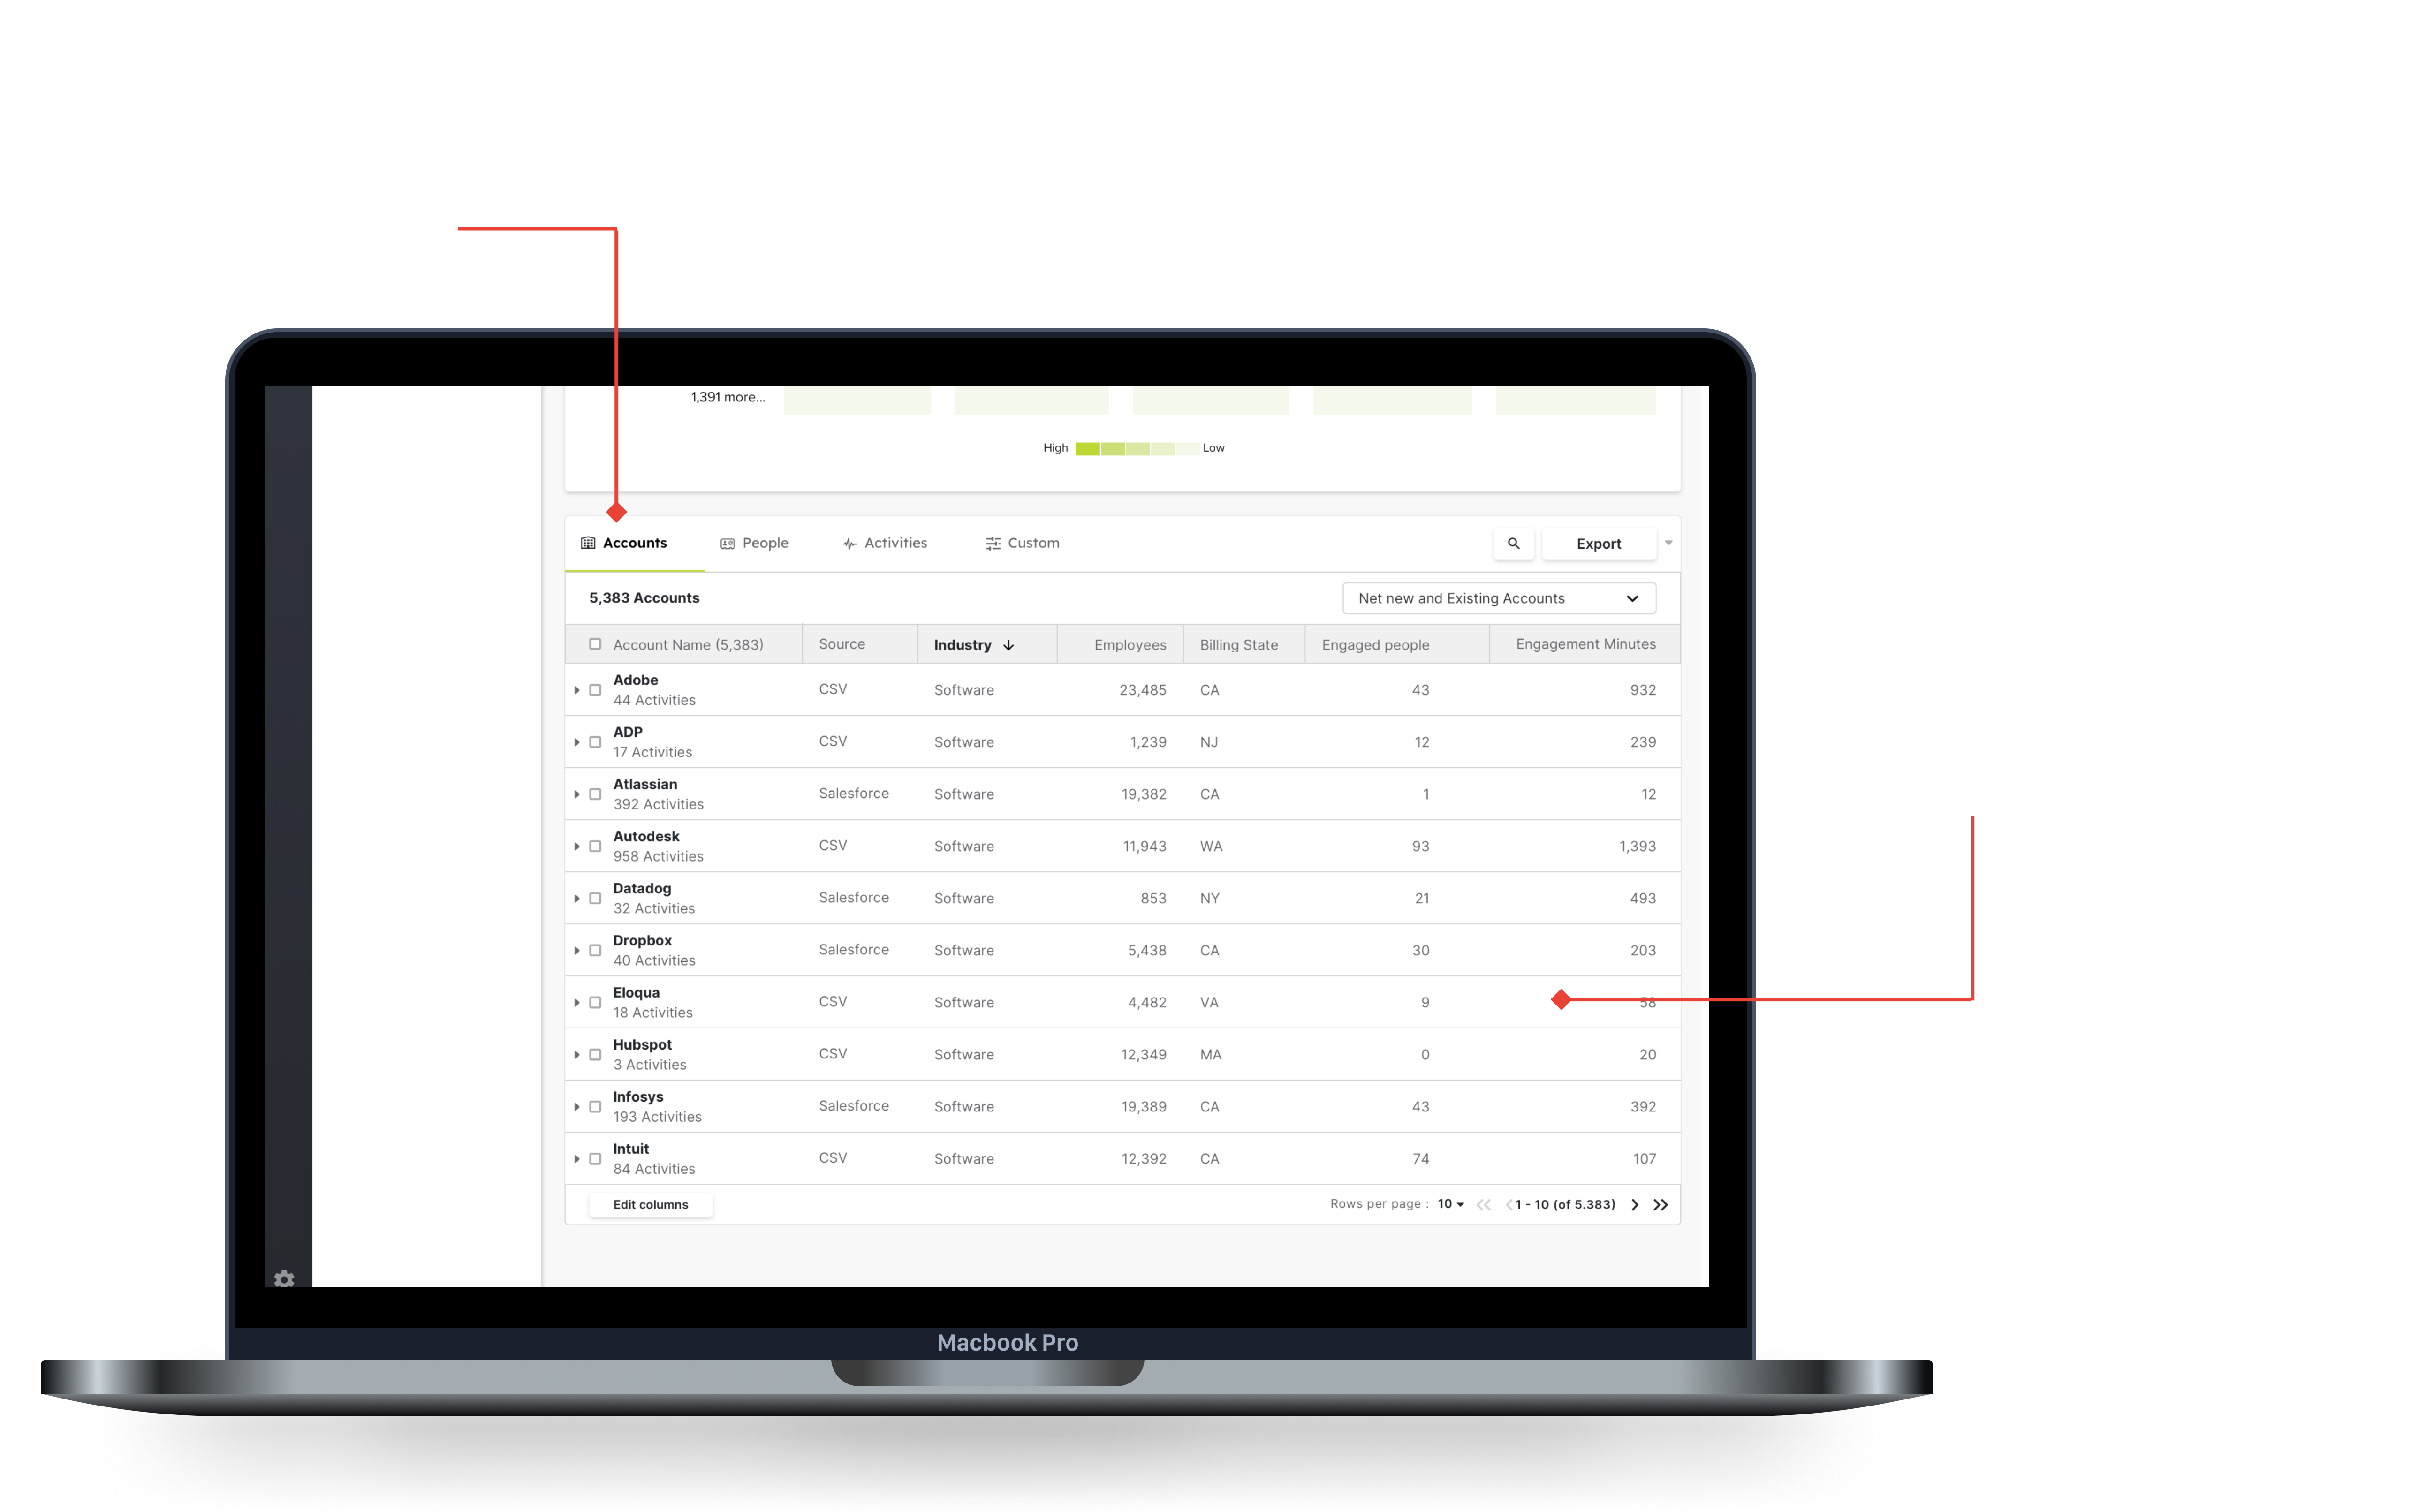 1,391 more...
High Low
Accounts People Activities Custom Export
5,383 Accounts Net new and Existing Accounts
Account Name (5,383) Source Industry Employees Billing State Engaged people Engagement Minutes
Adobe
44 Activities CSV Software 23,485 CA 43 932
ADP
17 Activities CSV Software 1,239 NJ 12 239
Atlassian
392 Activities Salesforce Software 19,382 CA 1 12
Autodesk
958 Activities CSV Software 11,943 WA 93 1,393
Datadog
32 Activities Salesforce Software 853 NY 21 493
Dropbox
40 Activities Salesforce Software 5,438 CA 30 203
Eloqua
18 Activities CSV Software 4,482 VA 9 58
Hubspot
3 Activities CSV Software 12,349 MA 0 20
Infosys
193 Activities Salesforce Software 19,389 CA 43 392
Intuit
84 Activities CSV Software 12,392 CA 74 107
Edit columns Rows per page : 10 1 - 10 (of 5.383)
Macbook Pro